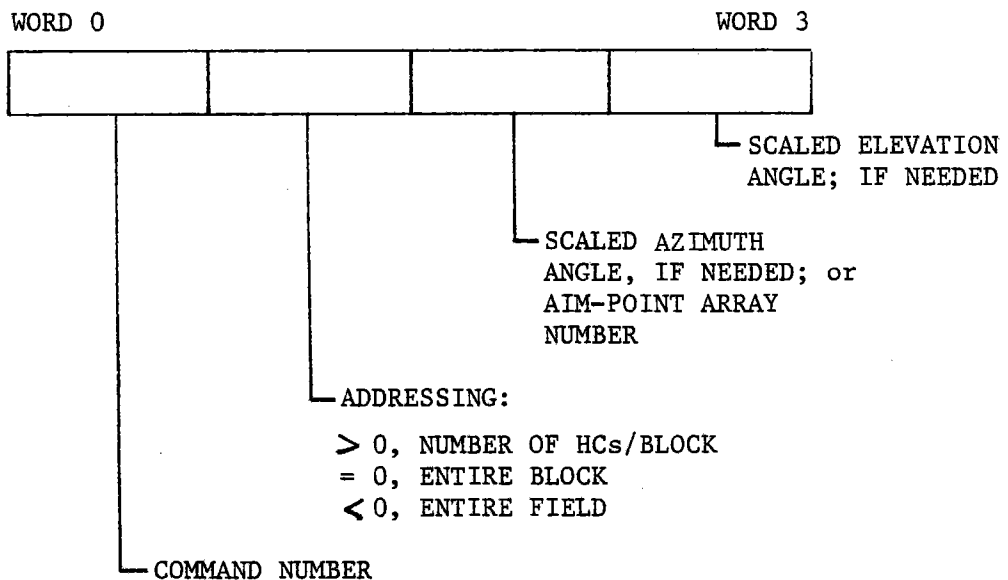 WORD 0 WORD 3
SCALED ELEVATION
ANGLE; IF NEEDED
SCALED AZIMUTH
ANGLE, IF NEEDED; or
AIM-POINT ARRAY
NUMBER
ADDRESSING:
> 0, NUMBER OF HCs/BLOCK
= 0, ENTIRE BLOCK
< 0, ENTIRE FIELD
COMMAND NUMBER